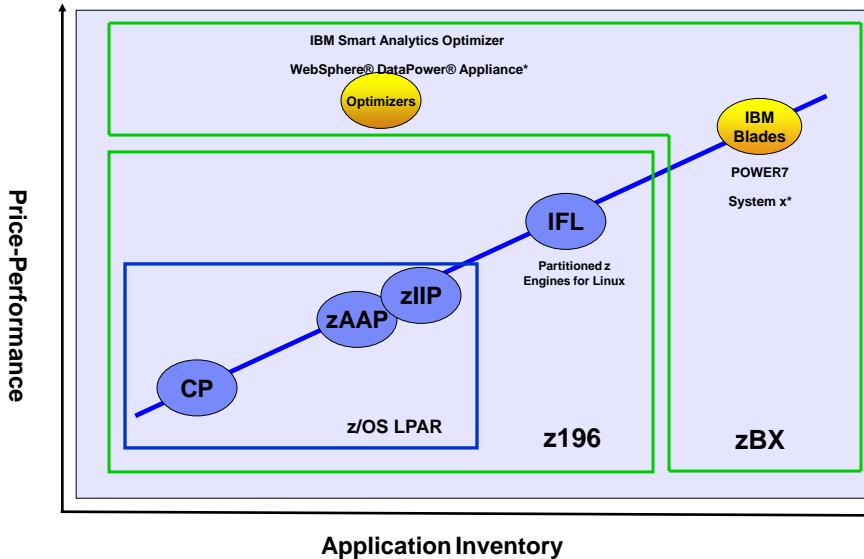 IBM Smart Analytics Optimizer
WebSphere® DataPower® Appliance*
Optimizers
IBM
Blades
POWER7
System x*
IFL
Partitioned z
Engines for Linux
zIIP
zAAP
CP
z/OS LPAR
z196
zBX
Price-Performance
Application Inventory